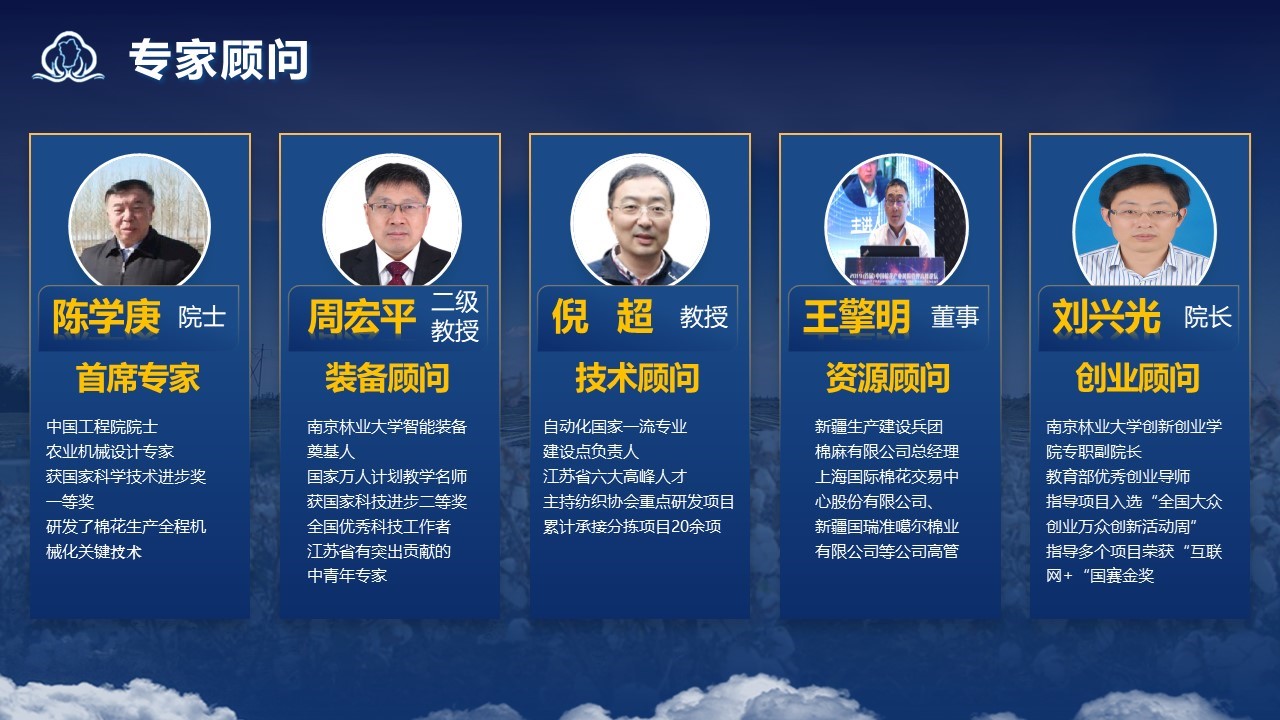 专家顾问
陈学庚 院士
首席专家
中国工程院院士
农业机械设计专家
获国家科学技术进步奖
一等奖
研发了棉花生产全程机
械化关键技术
周宏平 二级
教授
装备顾问
南京林业大学智能装备
奠基人
国家万人计划教学名师
获国家科技进步二等奖
全国优秀科技工作者
江苏省有突出贡献的
中青年专家
倪 超 教授
技术顾问
自动化国家一流专业
建设点负责人
江苏省六大高峰人才
主持纺织协会重点研发项目
累计承接分拣项目20余项
主讲人
王擎明 董事
资源顾问
新疆生产建设兵团
棉麻有限公司总经理
上海国际棉花交易中
心股份有限公司、
新疆国瑞准噶尔棉业
有限公司等公司高管
刘兴光 院长
创业顾问
南京林业大学创新创业学
院专职副院长
教育部优秀创业导师
指导项目入选“全国大众
创业万众创新活动周”
指导多个项目荣获“互联
网+“国赛金奖